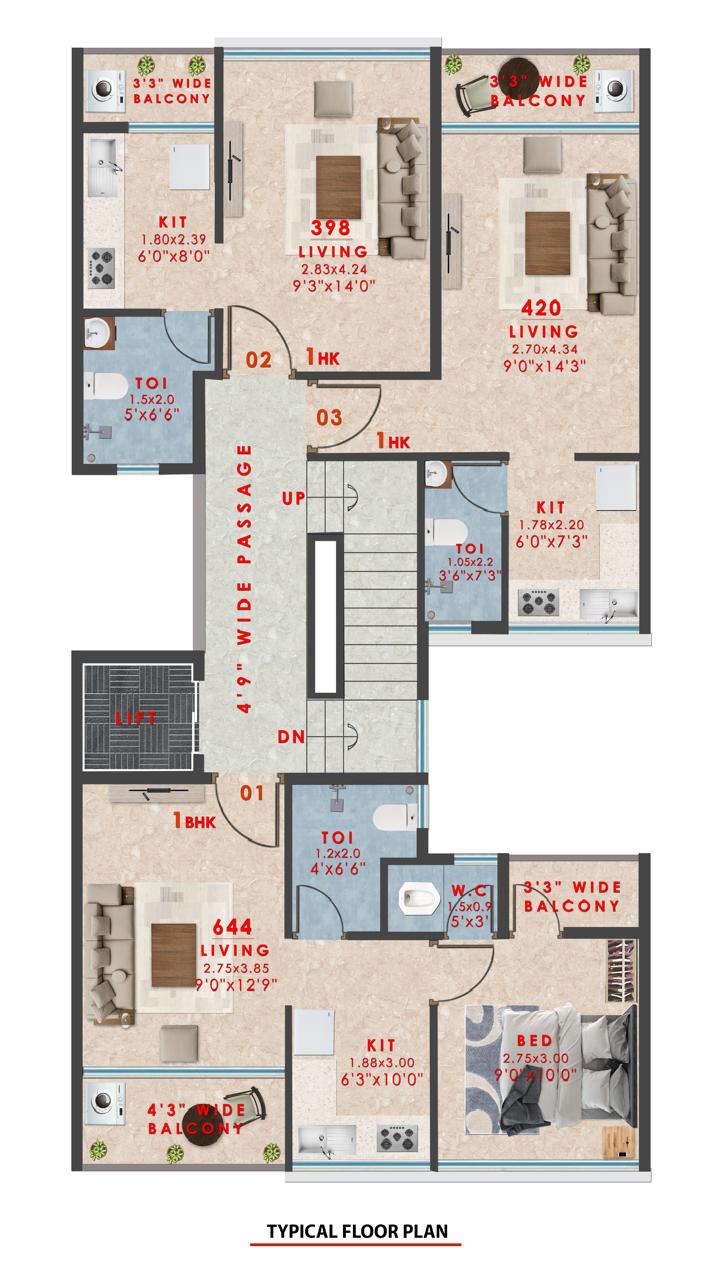 3'3" WIDE
BALCONY
3'3" WIDE
BALCONY
KIT
1.80x2.39
6'0"x8'0"
398
LIVING
2.83x4.24
9'3"x14'0"
420
LIVING
2.70x4.34
9'0"x14'3"
02
1HK
TOI
1.5x2.0
5'x6'6"
03
1HK
4'9" WIDE PASSAGE
UP
KIT
1.78x2.20
6'0"x7'3"
TOI
1.05x2.2
3'6"x7'3"
LIFT
DN
01
1BHK
TOI
1.2x2.0
4'x6'6"
W.C
1.5x0.9
5'x3'
3'3" WIDE
BALCONY
644
LIVING
2.75x3.85
9'0"x12'9"
KIT
1.88x3.00
6'3"x10'0"
BED
2.75x3.00
9'0"x10'0"
4'3" WIDE
BALCONY
TYPICAL FLOOR PLAN